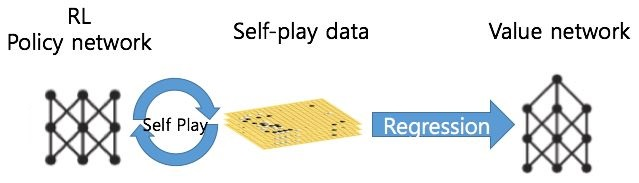 RL
Policy network
Self-play data
Value network
Self Play
Regression